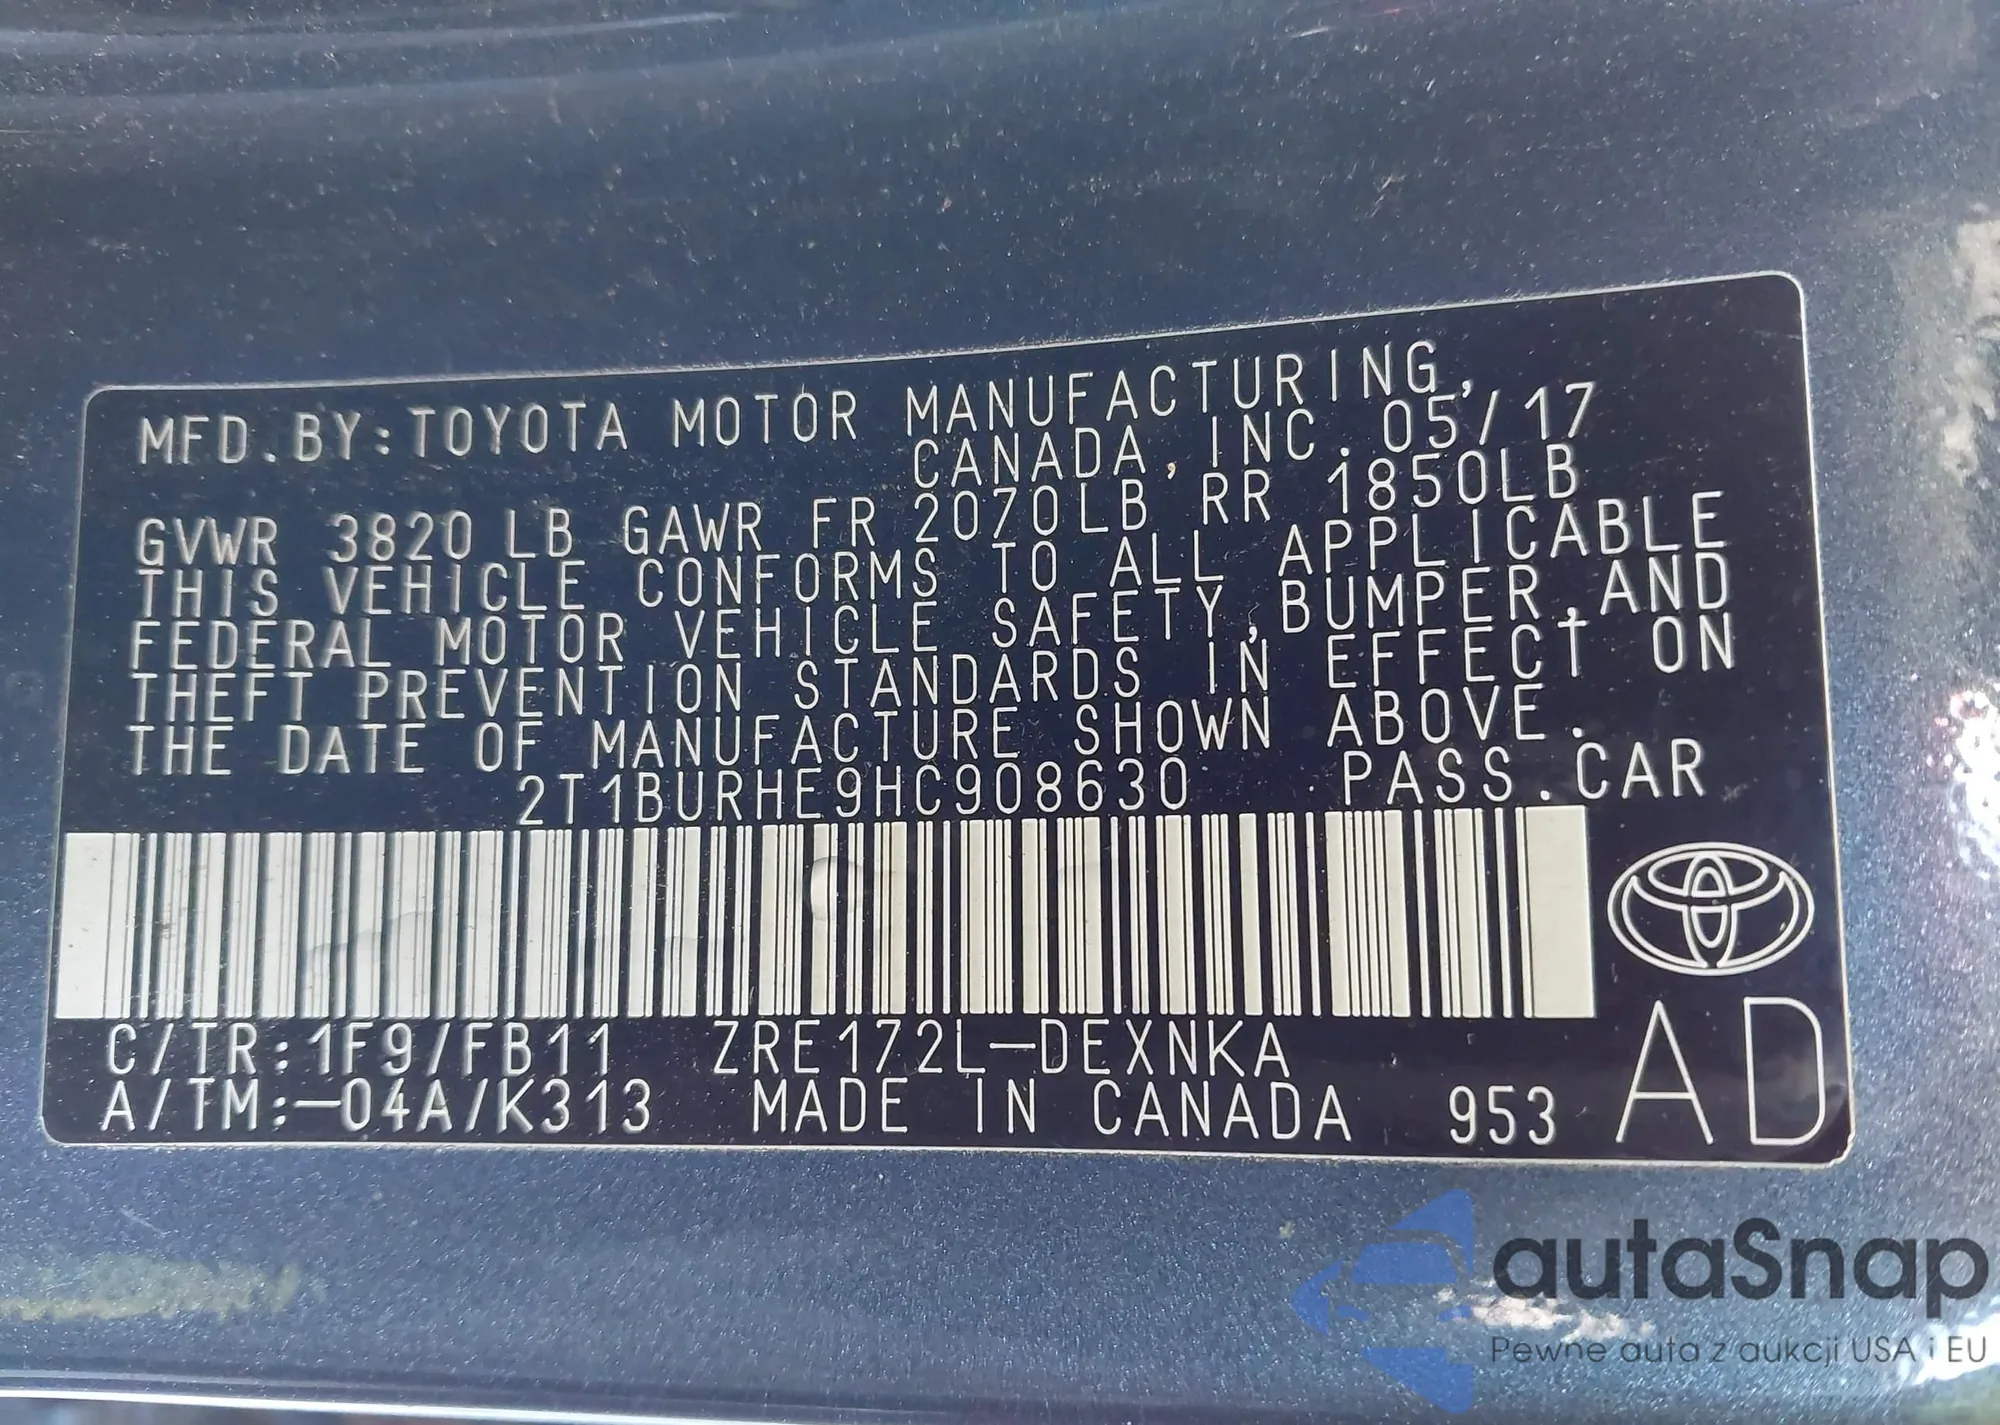 MFD.BY:TOYOTA MOTOR MANUFACTURING,
CANADA, INC. 05/17
GVWR 3820 LB GAWR FR 2070LB RR 1850LB
THIS VEHICLE CONFORMS TO ALL APPLICABLE
FEDERAL MOTOR VEHICLE SAFETY,BUMPER,AND
THEFT PREVENTION STANDARDS IN EFFECT ON
THE DATE OF MANUFACTURE SHOWN ABOVE.
2T1BURHE9HC908630 PASS.CAR
C/TR:1F9/FB11 ZRE172L-DEXNKA
A/TM:-04A/K313 MADE IN CANADA 953 AD
autaSnap
Pewne auta z aukcji USA i EU